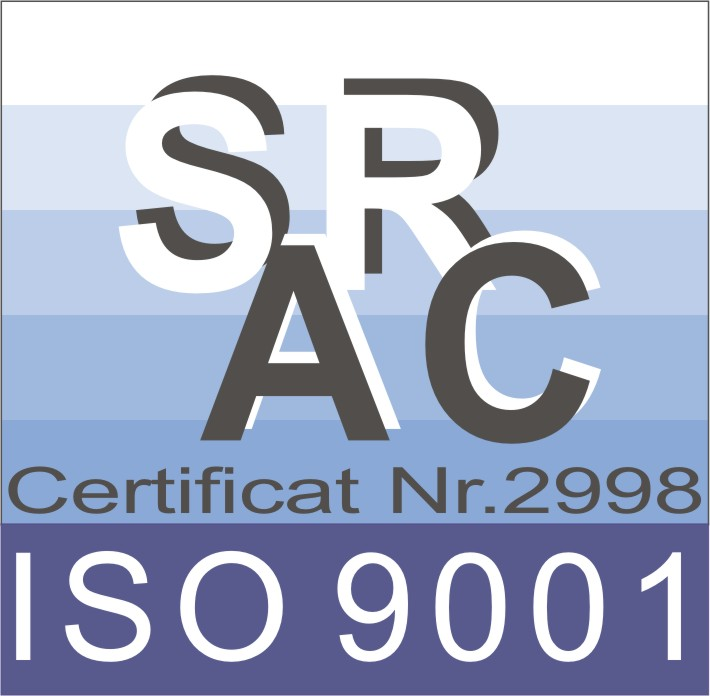 SR
AC
Certificat Nr.2998
ISO 9001